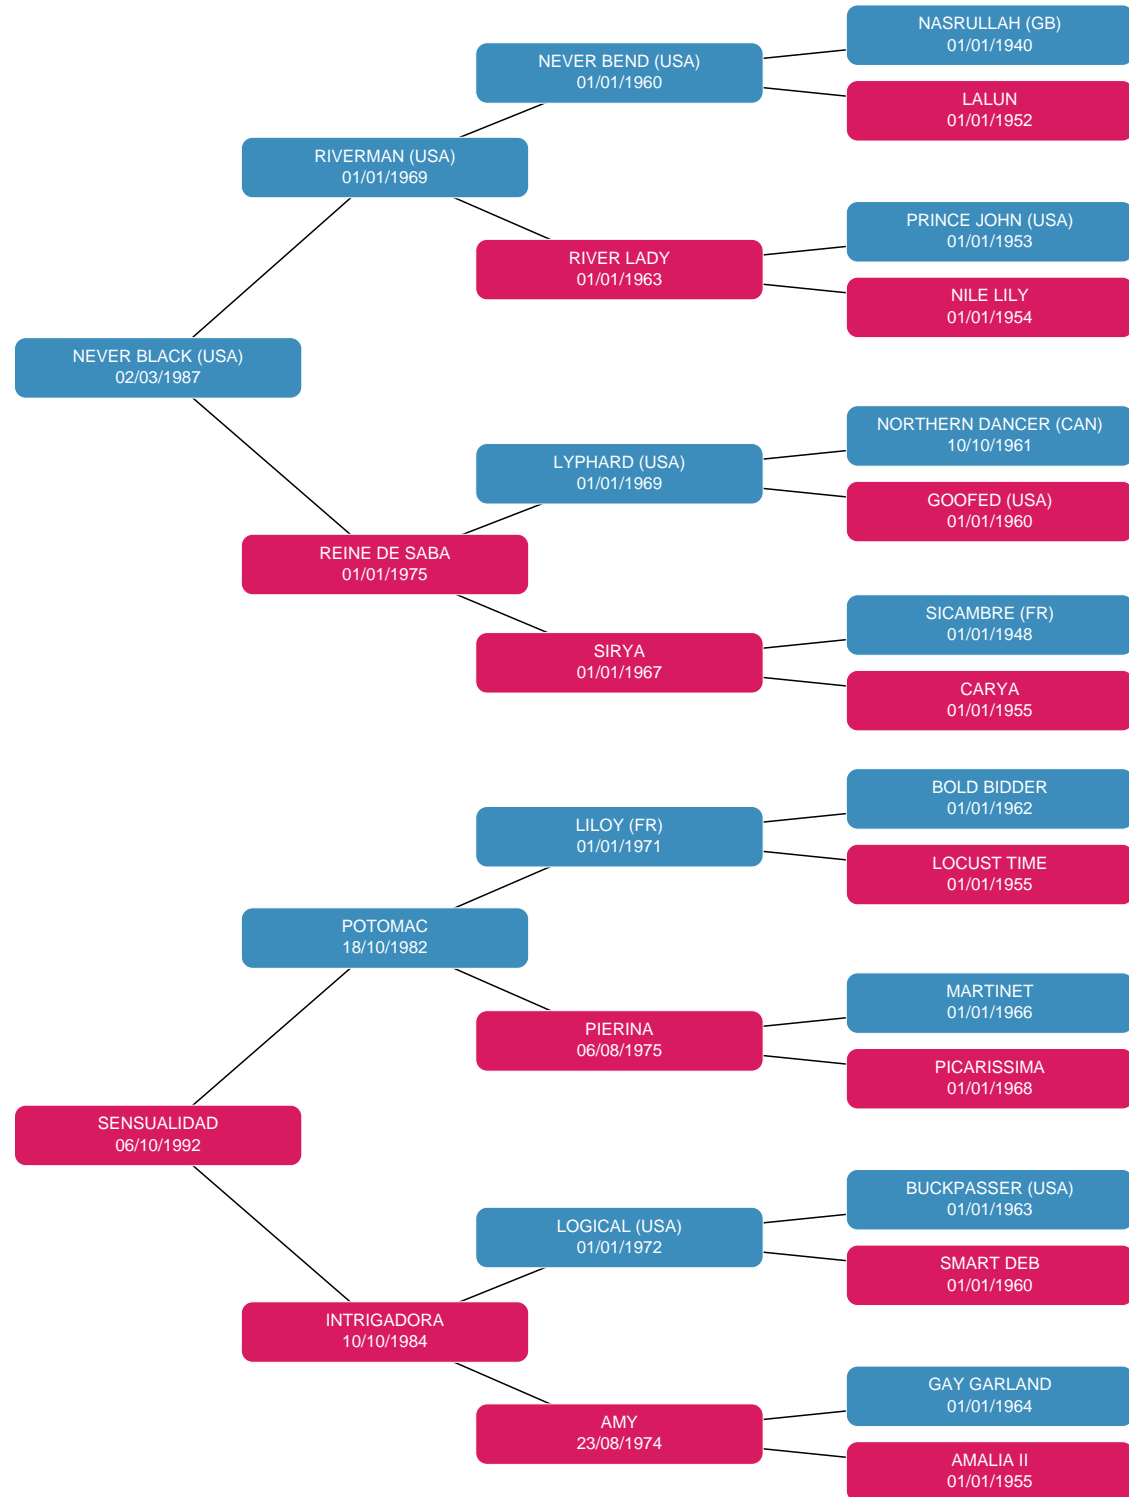 NASRULLAH (GB)
01/01/1940
NEVER BEND (USA)
01/01/1960
LALUN
01/01/1952
RIVERMAN (USA)
01/01/1969
PRINCE JOHN (USA)
01/01/1953
RIVER LADY
01/01/1963
NILE LILY
01/01/1954
NEVER BLACK (USA)
02/03/1987
NORTHERN DANCER (CAN)
10/10/1961
LYPHARD (USA)
01/01/1969
GOOFED (USA)
01/01/1960
REINE DE SABA
01/01/1975
SICAMBRE (FR)
01/01/1948
SIRYA
01/01/1967
CARYA
01/01/1955
BOLD BIDDER
01/01/1962
LILOY (FR)
01/01/1971
LOCUST TIME
01/01/1955
POTOMAC
18/10/1982
MARTINET
01/01/1966
PIERINA
06/08/1975
PICARISSIMA
01/01/1968
SENSUALIDAD
06/10/1992
BUCKPASSER (USA)
01/01/1963
LOGICAL (USA)
01/01/1972
SMART DEB
01/01/1960
INTRIGADORA
10/10/1984
GAY GARLAND
01/01/1964
AMY
23/08/1974
AMALIA II
01/01/1955